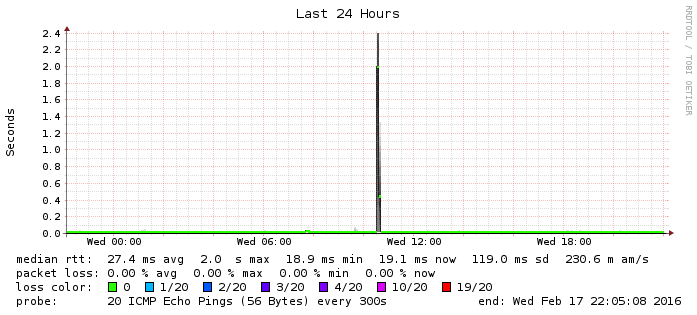 Last 24 Hours
RRDTOOL / TOBI OETIKER
Seconds
2.4
2.2
2.0
1.8
1.6
1.4
1.2
1.0
0.8
0.6
0.4
0.2
0.0
Wed 00:00 Wed 06:00 Wed 12:00 Wed 18:00
median rtt: 27.4 ms avg 2.0 s max 18.9 ms min 19.1 ms now 119.0 ms sd 230.6 m am/s
packet loss: 0.00 % avg 0.00 % max 0.00 % min 0.00 % now
loss color: 0 1/20 2/20 3/20 4/20 10/20 19/20
probe: 20 ICMP Echo Pings (56 Bytes) every 300s end: Wed Feb 17 22:05:08 2016